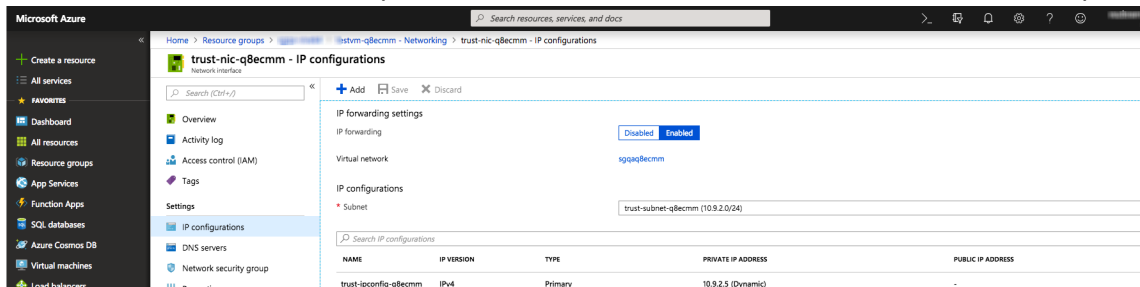 Microsoft Azure
Search resources, services, and docs
Home > Resource groups > testvm-q8ecmm - Networking > trust-nic-q8ecmm - IP configurations
trust-nic-q8ecmm - IP configurations
Network interface
Create a resource
All services
FAVORITES
Dashboard
All resources
Resource groups
App Services
Function Apps
SQL databases
Azure Cosmos DB
Virtual machines
Load balancers
Search (Ctrl+/)
Overview
Activity log
Access control (IAM)
Tags
Settings
IP configurations
DNS servers
Network security group
Add Save Discard
IP forwarding settings
IP forwarding Disabled Enabled
Virtual network sgqaq8ecmm
IP configurations
* Subnet trust-subnet-q8ecmm (10.9.2.0/24)
Search IP configurations
NAME IP VERSION TYPE PRIVATE IP ADDRESS PUBLIC IP ADDRESS
trust-ipconfig-q8ecmm IPv4 Primary 10.9.2.5 (Dynamic) -